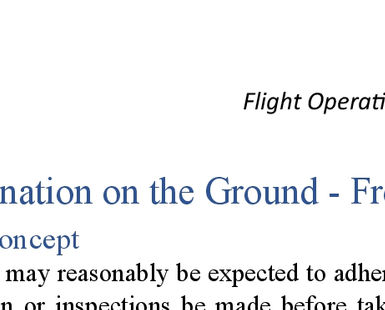 Flight Operati
nation on the Ground - Fr
oncept
may reasonably be expected to adher
n or inspections be made before tak